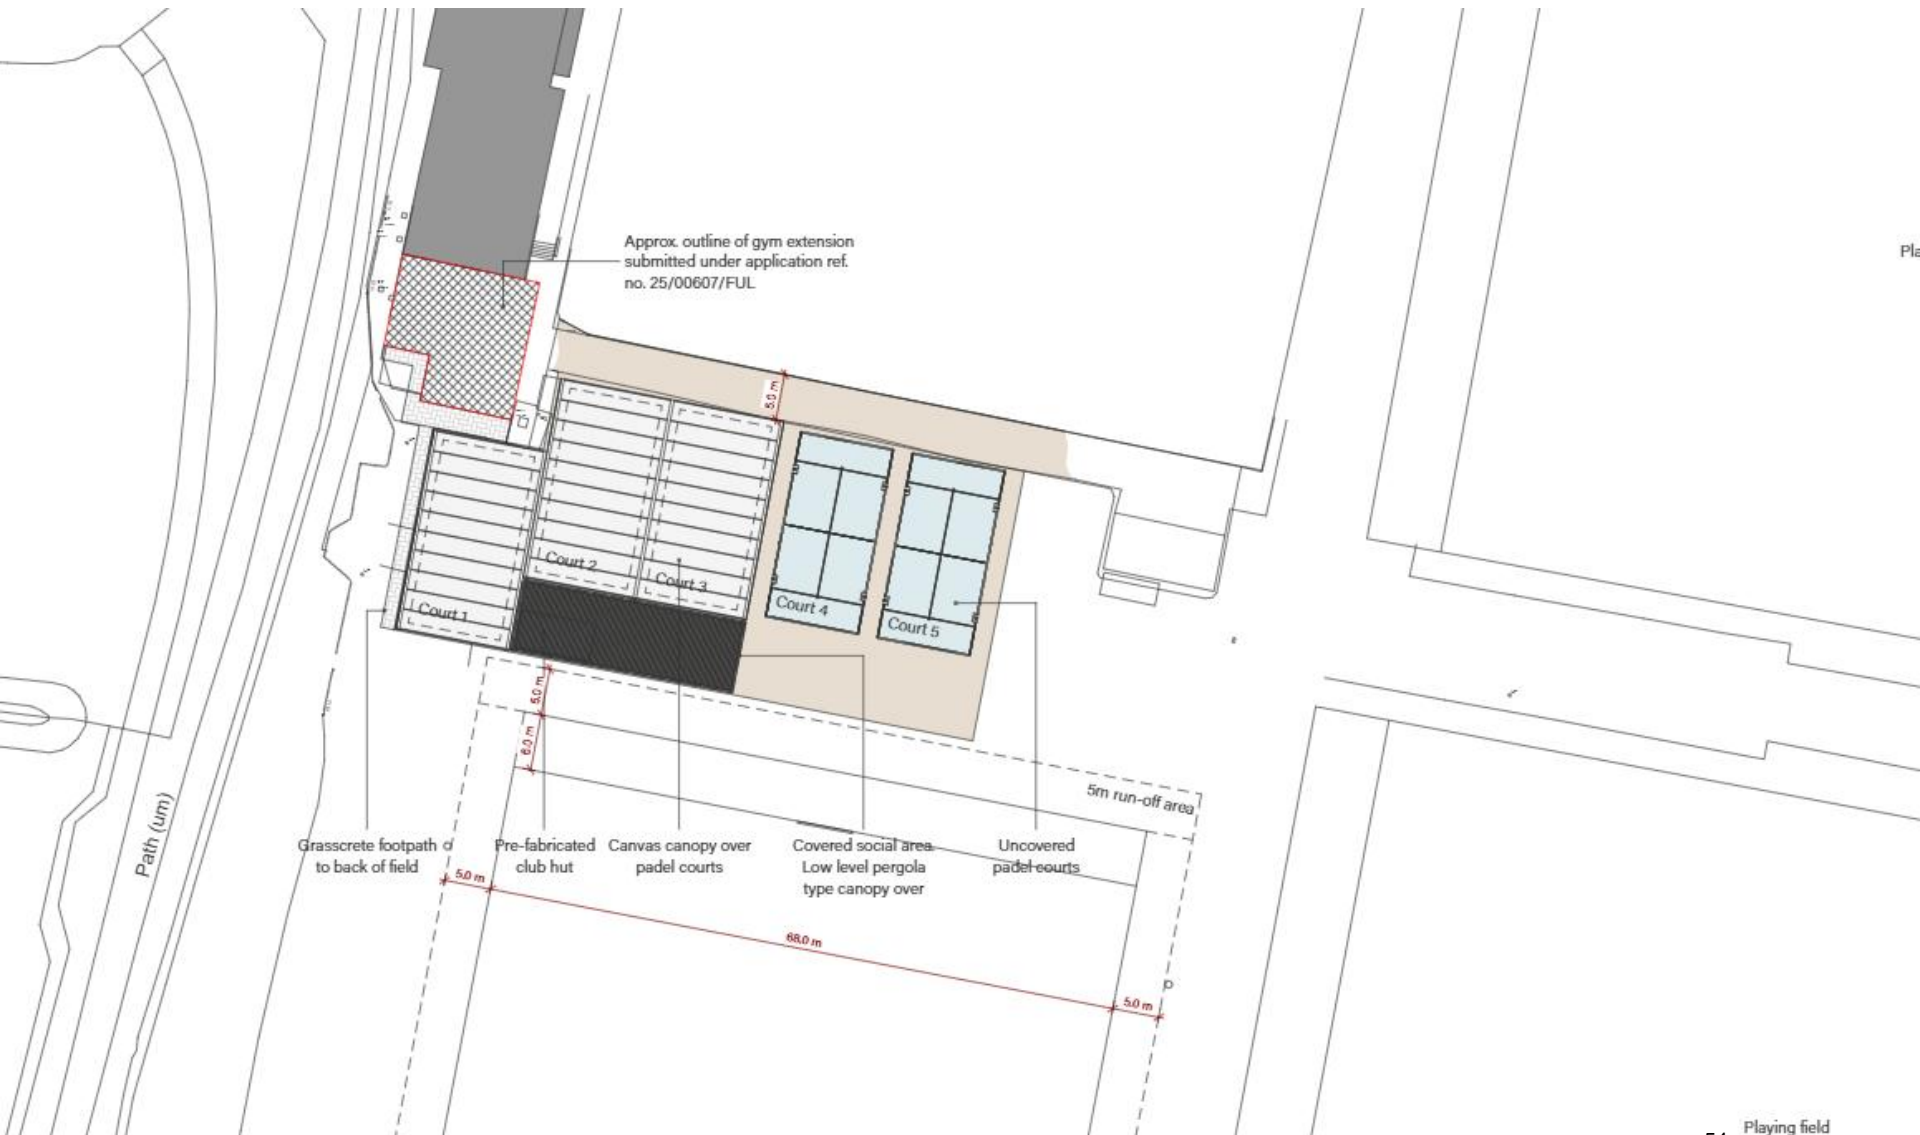 Approx. outline of gym extension
submitted under application ref.
no. 25/00607/FUL
Pla
5.0 m
Court 2
Court 3
Court 1
Court 4
Court 5
5.0 m
6.0 m
5m run-off area
Path (um)
Grasscrete footpath
to back of field
Pre-fabricated
club hut
Canvas canopy over
padel courts
Covered social area.
Low level pergola
type canopy over
Uncovered
padel courts
5.0 m
68.0 m
5.0 m
Playing field